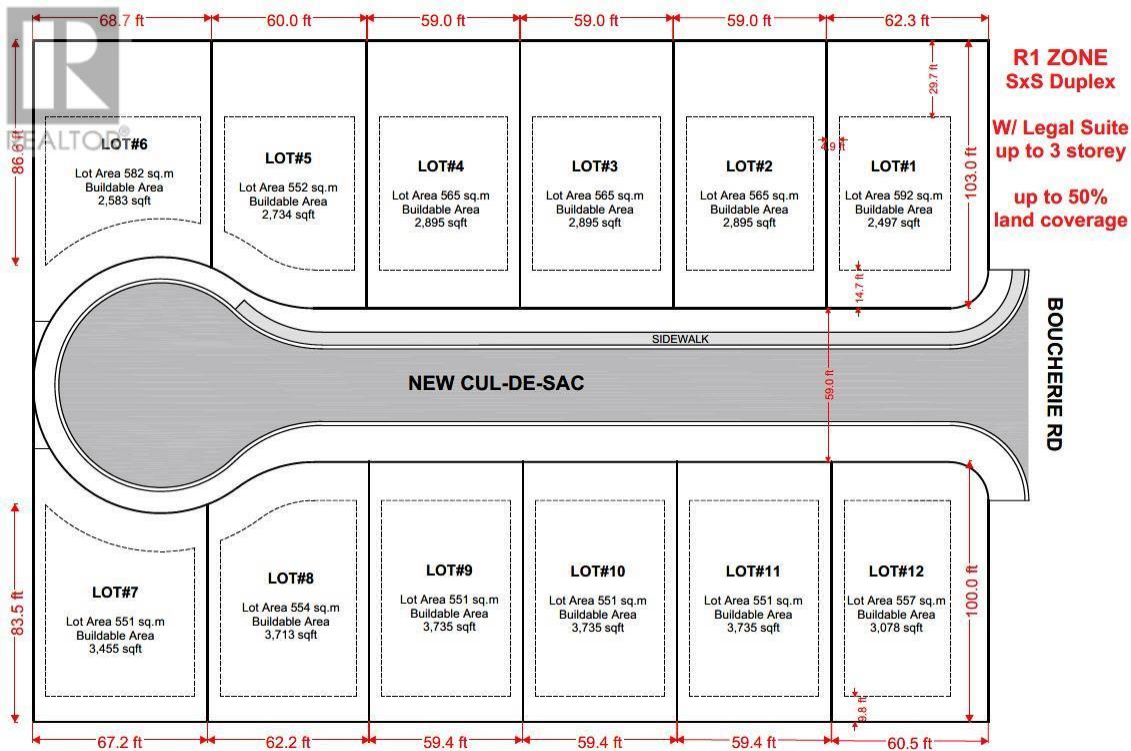 68.7 ft
60.0 ft
59.0 ft
59.0 ft
59.0 ft
62.3 ft
R1 ZONE
SxS Duplex
W/ Legal Suite
up to 3 storey
up to 50%
land coverage
R
REALTOR®
29.7 ft
4.9 ft
103.0 ft
LOT#6
Lot Area 582 sq.m
Buildable Area
2,583 sqft
LOT#5
Lot Area 552 sq.m
Buildable Area
2,734 sqft
LOT#4
Lot Area 565 sq.m
Buildable Area
2,895 sqft
LOT#3
Lot Area 565 sq.m
Buildable Area
2,895 sqft
LOT#2
Lot Area 565 sq.m
Buildable Area
2,895 sqft
LOT#1
Lot Area 592 sq.m
Buildable Area
2,497 sqft
14.7 ft
SIDEWALK
NEW CUL-DE-SAC
59.0 ft
BOUCHERIE RD
83.5 ft
LOT#7
Lot Area 551 sq.m
Buildable Area
3,455 sqft
LOT#8
Lot Area 554 sq.m
Buildable Area
3,713 sqft
LOT#9
Lot Area 551 sq.m
Buildable Area
3,735 sqft
LOT#10
Lot Area 551 sq.m
Buildable Area
3,735 sqft
LOT#11
Lot Area 551 sq.m
Buildable Area
3,735 sqft
LOT#12
Lot Area 557 sq.m
Buildable Area
3,078 sqft
100.0 ft
9.8 ft
67.2 ft
62.2 ft
59.4 ft
59.4 ft
59.4 ft
60.5 ft